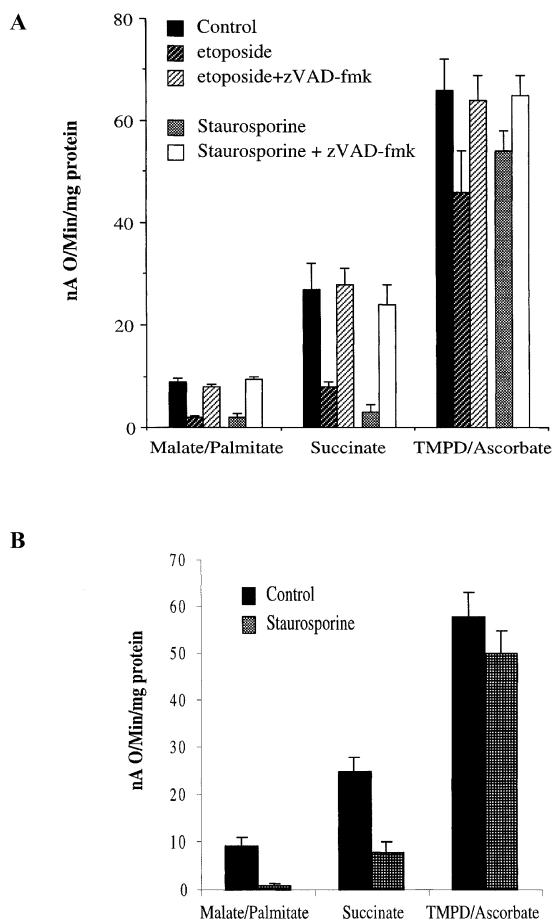 A
Control
etoposide
etoposide+zVAD-fmk
Staurosporine
Staurosporine + zVAD-fmk
nA O/Min/mg protein
80
60
40
20
0
Malate/Palmitate Succinate TMPD/Ascorbate
B
Control
Staurosporine
nA O/Min/mg protein
70
60
50
40
30
20
10
0
Malate/Palmitate Succinate TMPD/Ascorbate